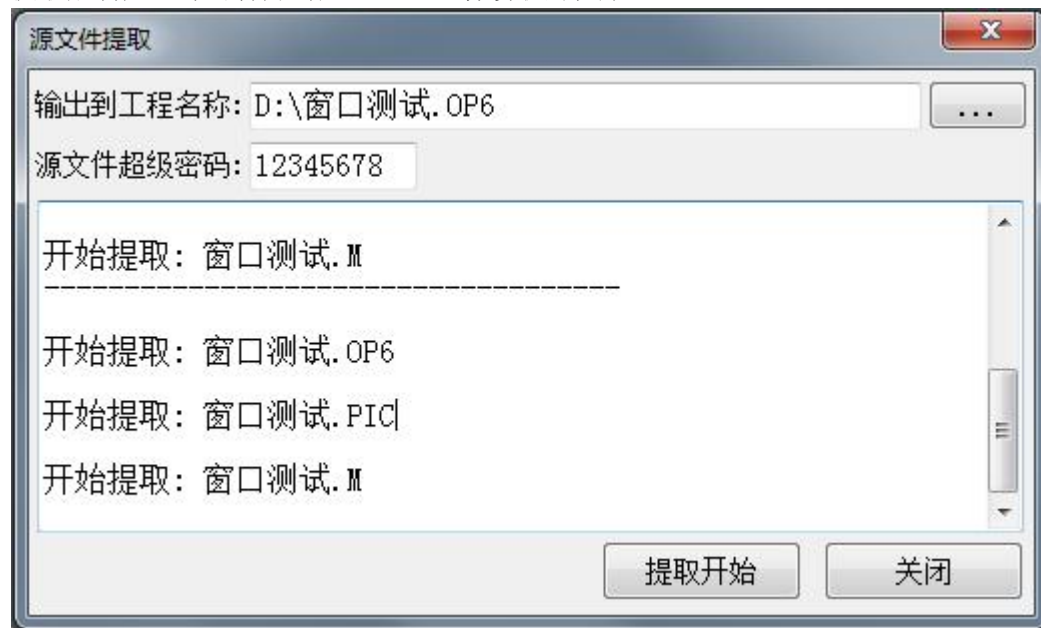 源文件提取
输出到工程名称: D:\窗口测试.OP6 ...
源文件超级密码: 12345678
开始提取: 窗口测试.M
------------------------------------
开始提取: 窗口测试.OP6
开始提取: 窗口测试.PIC
开始提取: 窗口测试.M
提取开始 关闭